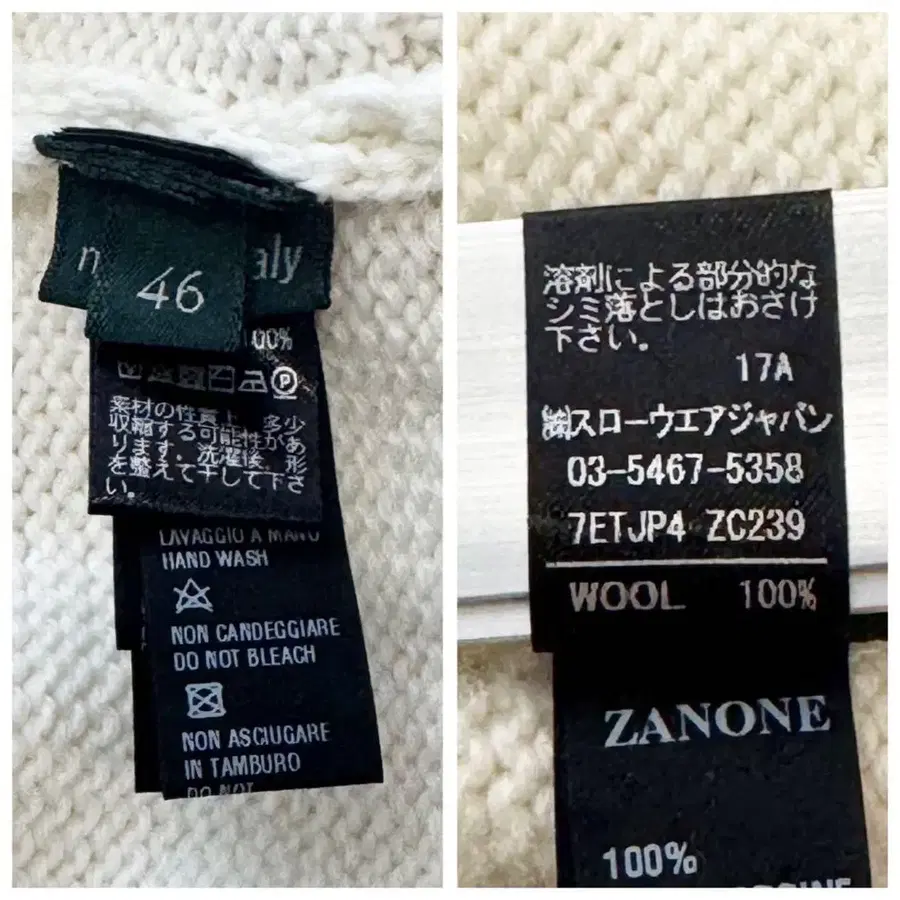 46
aly
00%
P
素材の性質上、多少
収縮する可能性があ
ります。洗濯後、形
を整えて干して下さ
い。
LAVAGGIO A MANO
HAND WASH
NON CANDEGGIARE
DO NOT BLEACH
NON ASCIUGARE
IN TAMBURO
DO NOT
溶剤による部分的な
シミ落としはおさけ
下さい。
17A
㈱スローウエアジャパン
03-5467-5358
7ETJP4 ZC239
WOOL 100%
ZANONE
100%